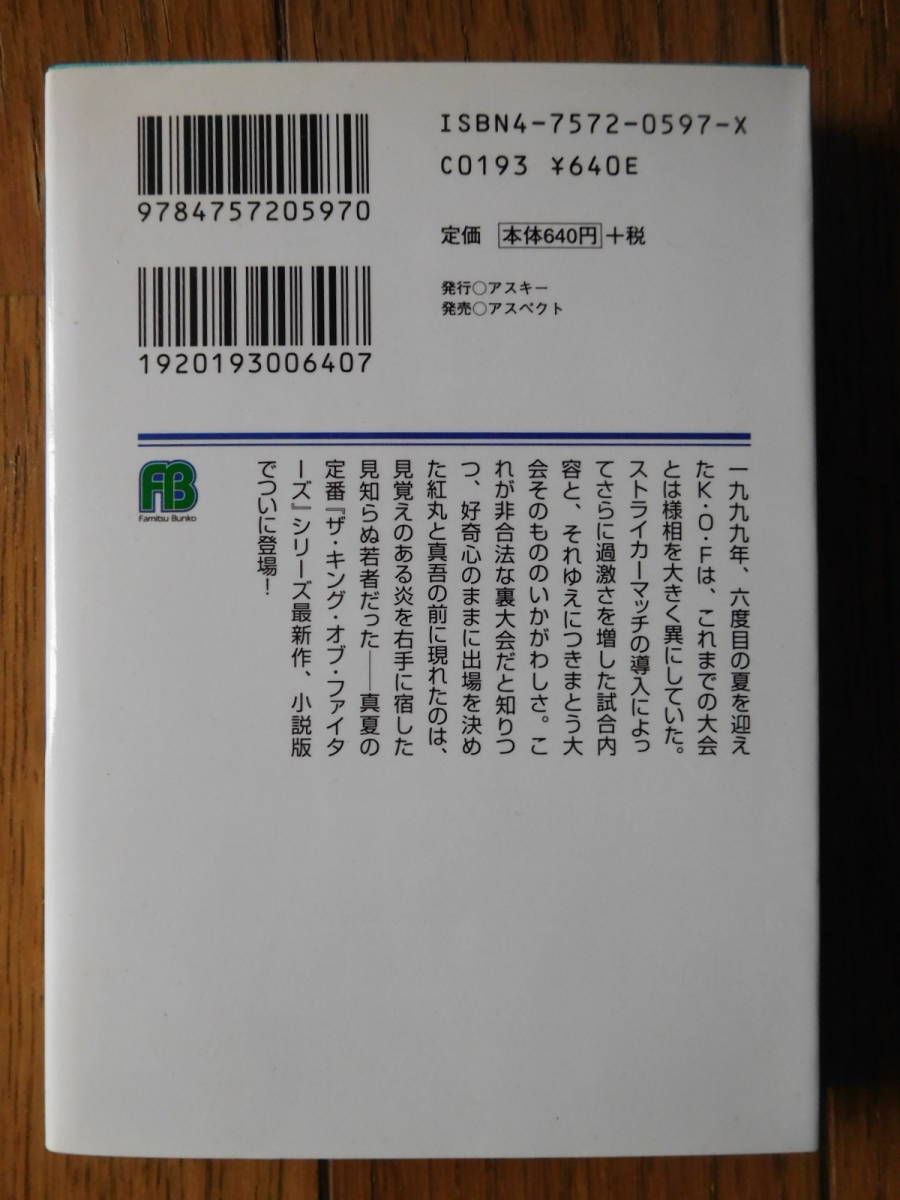 9784757205970
ISBN4-7572-0597-X
C0193 ¥640E
定価 本体640円+税
1920193006407
発行○アスキー
発売○アスペクト
FB
Famitsu Bunko
一九九九年、六度目の夏を迎え
たK・O・Fは、これまでの大会
とは様相を大きく異にしていた。
ストライカーマッチの導入によっ
てさらに過激さを増した試合内
容と、それゆえにつきまとう大
会そのもののいかがわしさ。こ
れが非合法な裏大会だと知りつ
つ、好奇心のままに出場を決め
た紅丸と真吾の前に現れたのは、
見覚えのある炎を右手に宿した
見知らぬ若者だった――真夏の
定番『ザ・キング・オブ・ファイタ
ーズ』シリーズ最新作、小説版
でついに登場！